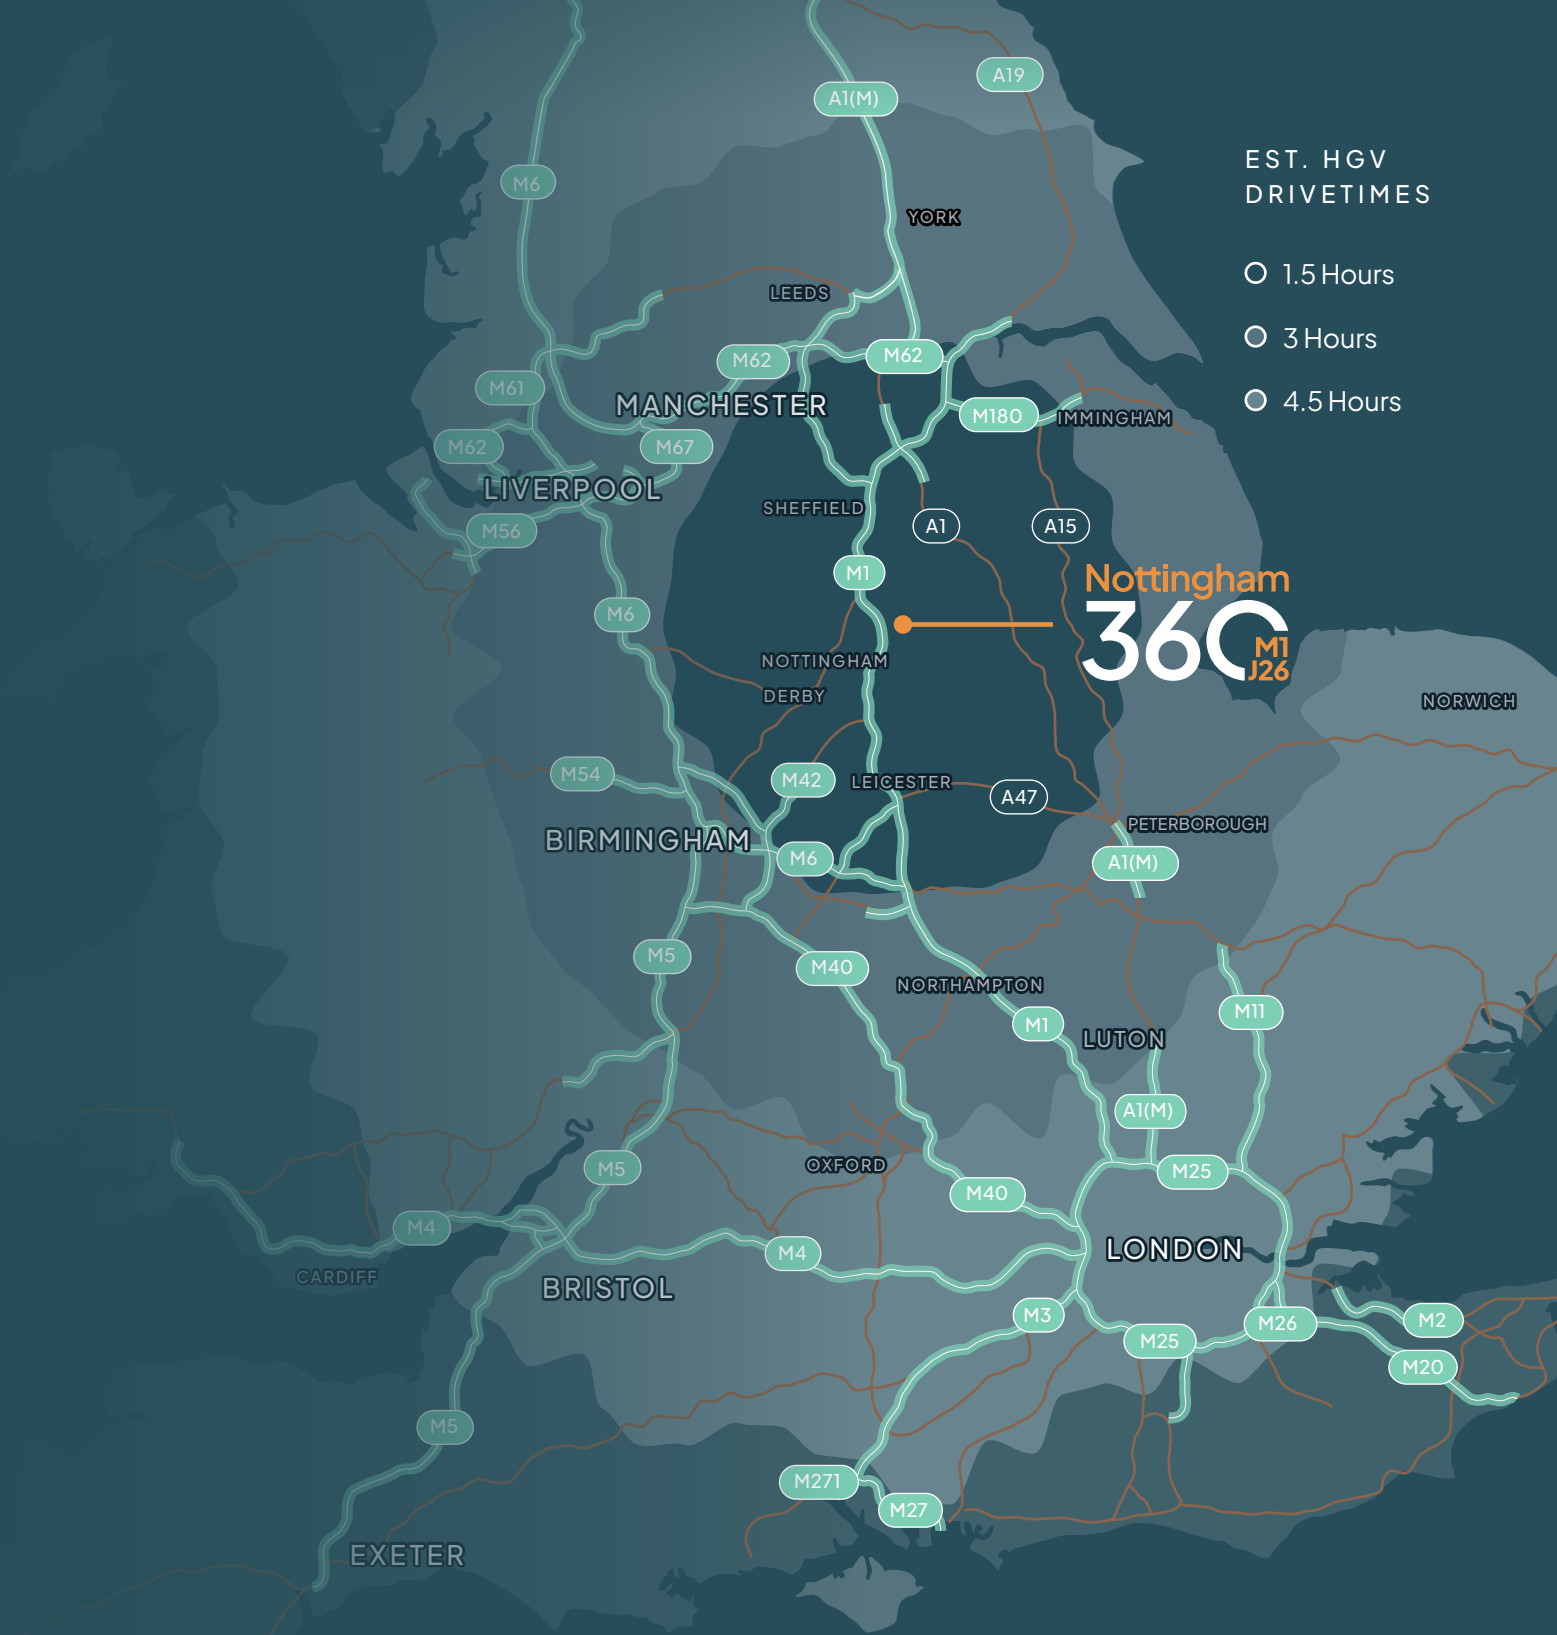 A19
A1(M)
EST. HGV
DRIVETIMES
M6
YORK
1.5 Hours
LEEDS
3 Hours
M62
M62
M61
4.5 Hours
MANCHESTER
M180
IMMINGHAM
M62
M67
LIVERPOOL
SHEFFIELD
A1
A15
M56
M1
Nottingham
360
M1
J26
M6
NOTTINGHAM
DERBY
NORWICH
M54
M42
LEICESTER
A47
PETERBOROUGH
BIRMINGHAM
M6
A1(M)
M5
M40
NORTHAMPTON
M11
M1
LUTON
A1(M)
M5
OXFORD
M25
M40
M4
M4
LONDON
CARDIFF
BRISTOL
M3
M26
M2
M25
M20
M5
M271
M27
EXETER